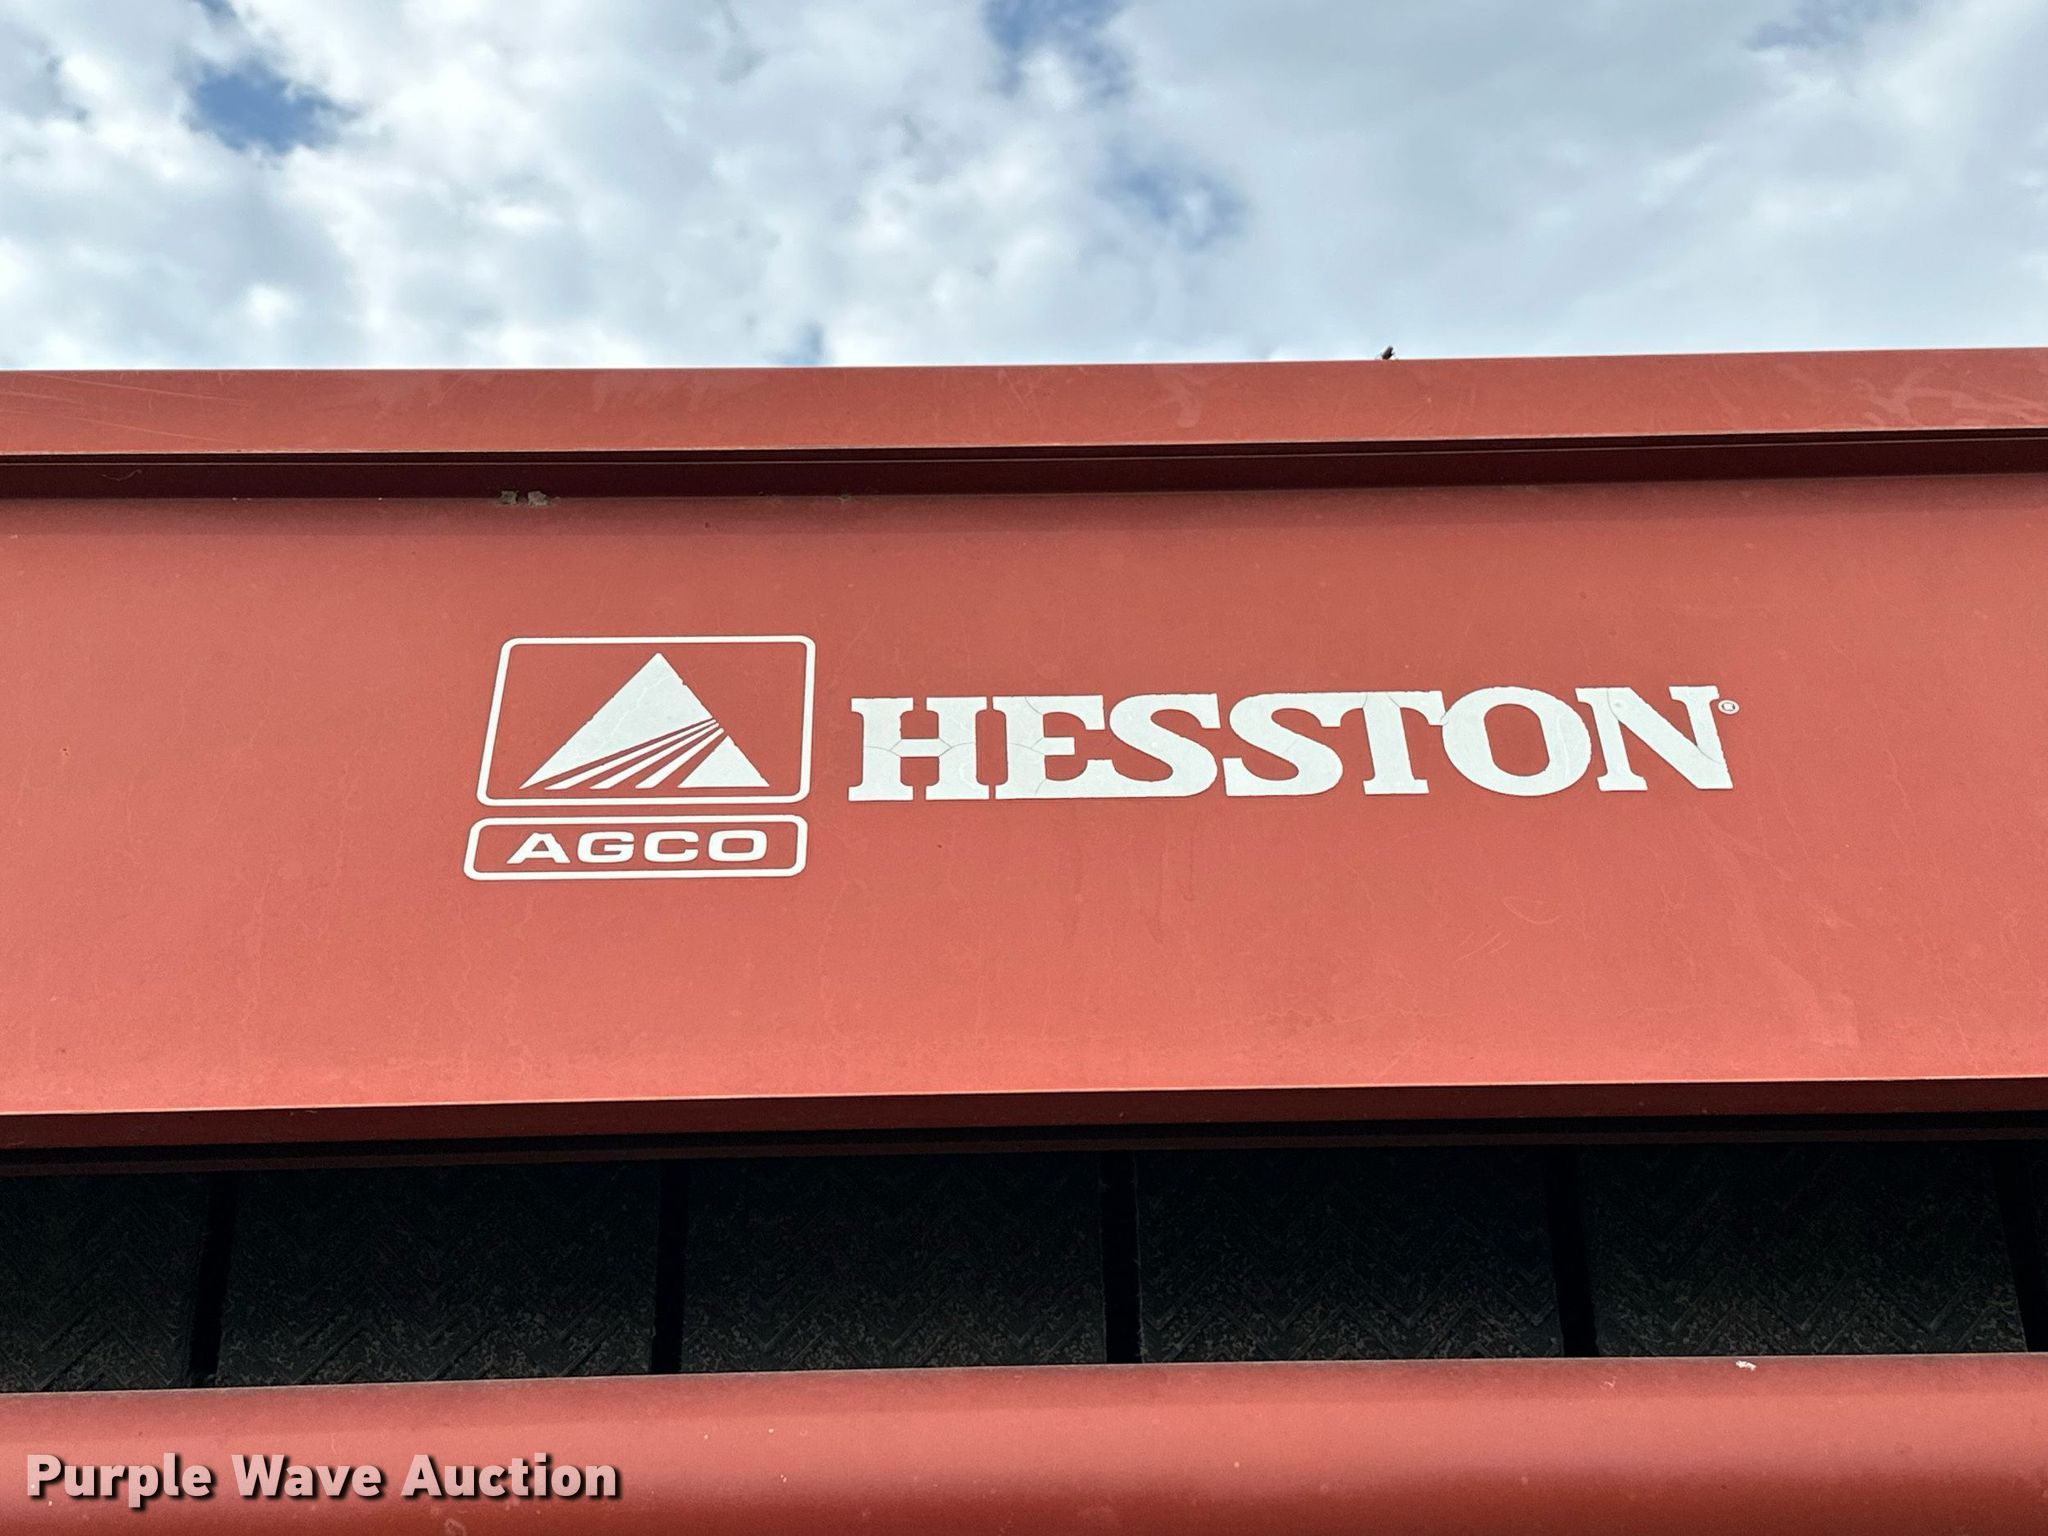 HESSTON®
AGCO
Purple Wave Auction